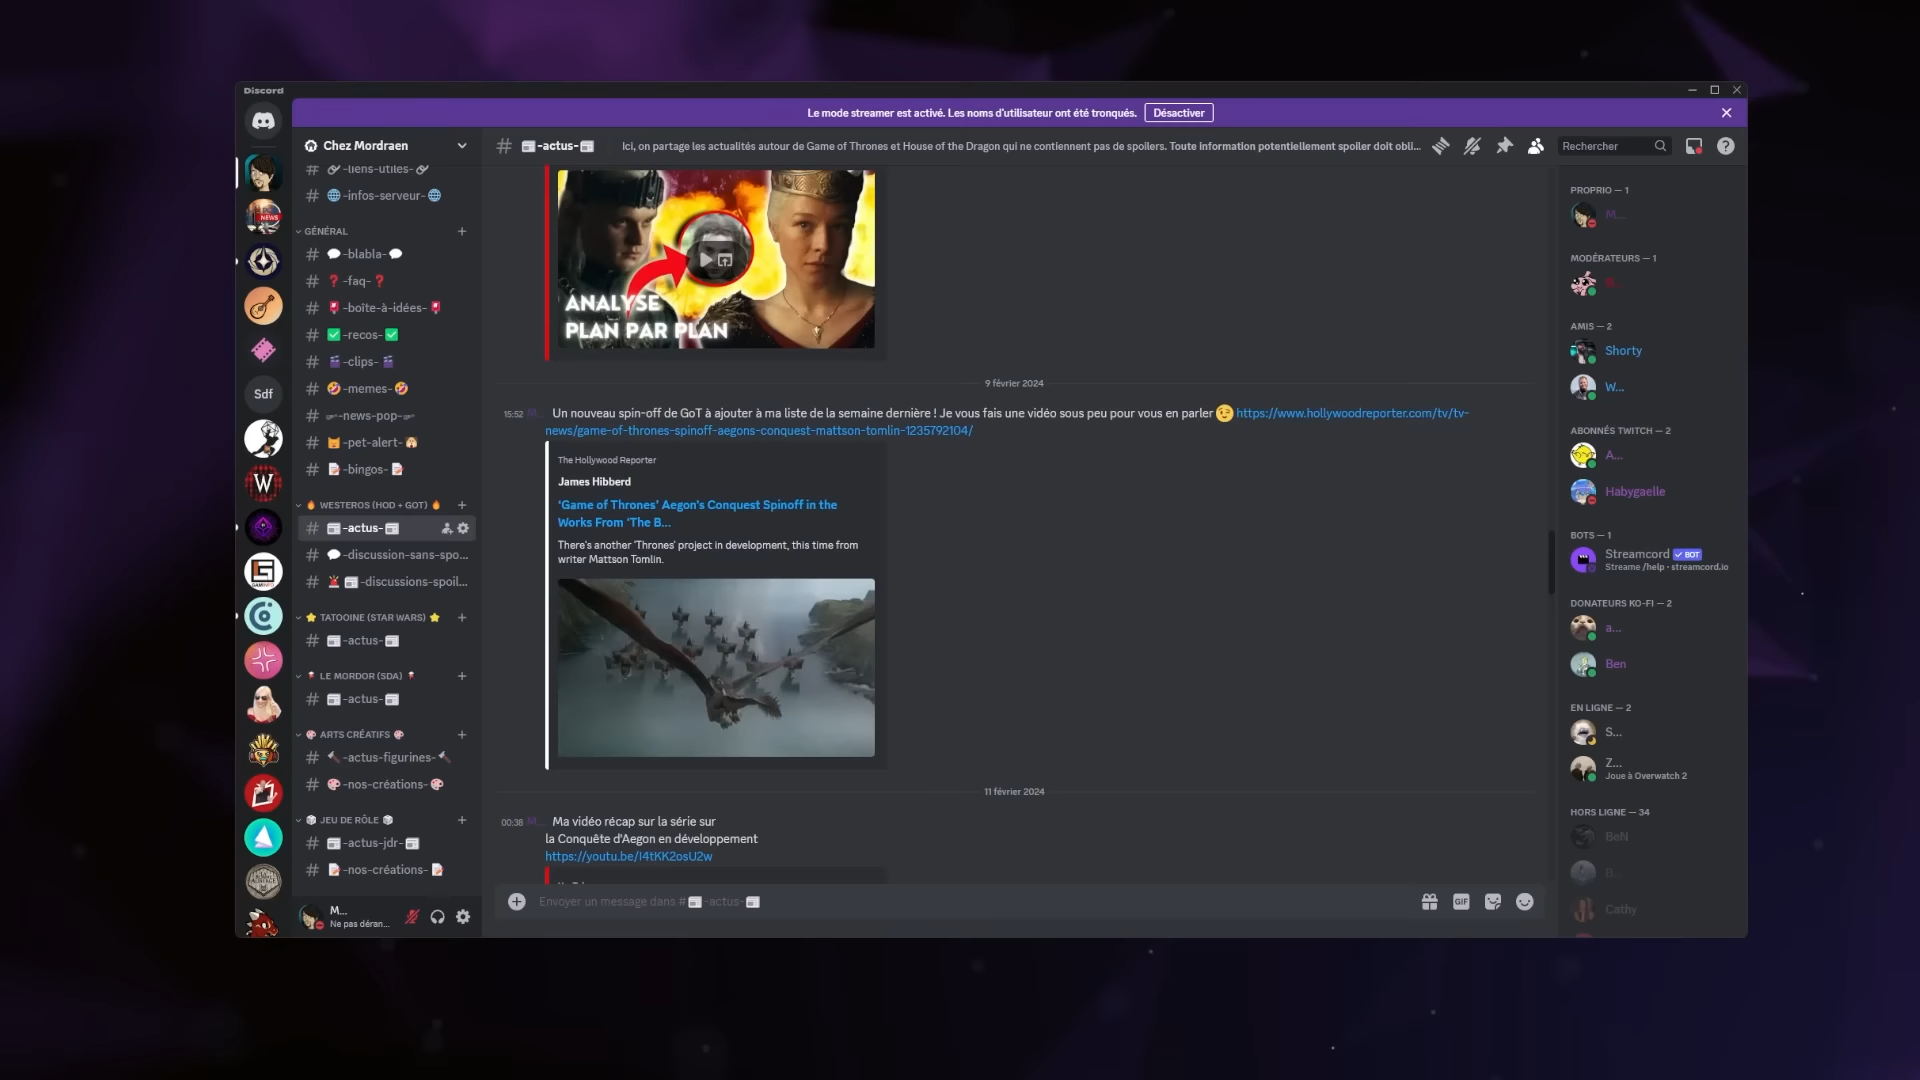 Discord
Le mode streamer est activé. Les noms d'utilisateur ont été tronqués.
Désactiver
Chez Mordraen
-liens-utiles-
-infos-serveur-
GÉNÉRAL
-blabla-
-faq-
-boîte-à-idées-
-recos-
-clips-
-memes-
-news-pop-
-pet-alert-
-bingos-
WESTEROS (HOD + GOT)
-actus-
-discussion-sans-spo...
-discussions-spoil...
TATOOINE (STAR WARS)
-actus-
LE MORDOR (SDA)
-actus-
ARTS CRÉATIFS
-actus-figurines-
-nos-créations-
JEU DE RÔLE
-actus-jdr-
-nos-créations-
M...
Ne pas déran...
NEWS
Sdf
W
GAMINFO
-actus-
Ici, on partage les actualités autour de Game of Thrones et House of the Dragon qui ne contiennent pas de spoilers. Toute information potentiellement spoiler doit obli...
Rechercher
ANALYSE
PLAN PAR PLAN
9 février 2024
15:52 M... Un nouveau spin-off de GoT à ajouter à ma liste de la semaine dernière ! Je vous fais une vidéo sous peu pour vous en parler 😉 https://www.hollywoodreporter.com/tv/tv-
news/game-of-thrones-spinoff-aegons-conquest-mattson-tomlin-1235792104/
The Hollywood Reporter
James Hibberd
'Game of Thrones' Aegon's Conquest Spinoff in the
Works From 'The B...
There's another 'Thrones' project in development, this time from
writer Mattson Tomlin.
11 février 2024
00:38 M... Ma vidéo récap sur la série sur
la Conquête d'Aegon en développement
https://youtu.be/I4tKK2osU2w
Envoyer un message dans # -actus-
GIF
PROPRIO — 1
M...
MODÉRATEURS — 1
AMIS — 2
Shorty
W...
ABONNÉS TWITCH — 2
A...
Habygaelle
BOTS — 1
Streamcord ✓ BOT
Streame /help • streamcord.io
DONATEURS KO-FI — 2
a...
Ben
EN LIGNE — 2
S...
Z...
Joue à Overwatch 2
HORS LIGNE — 34
BoN
B...
Cathy